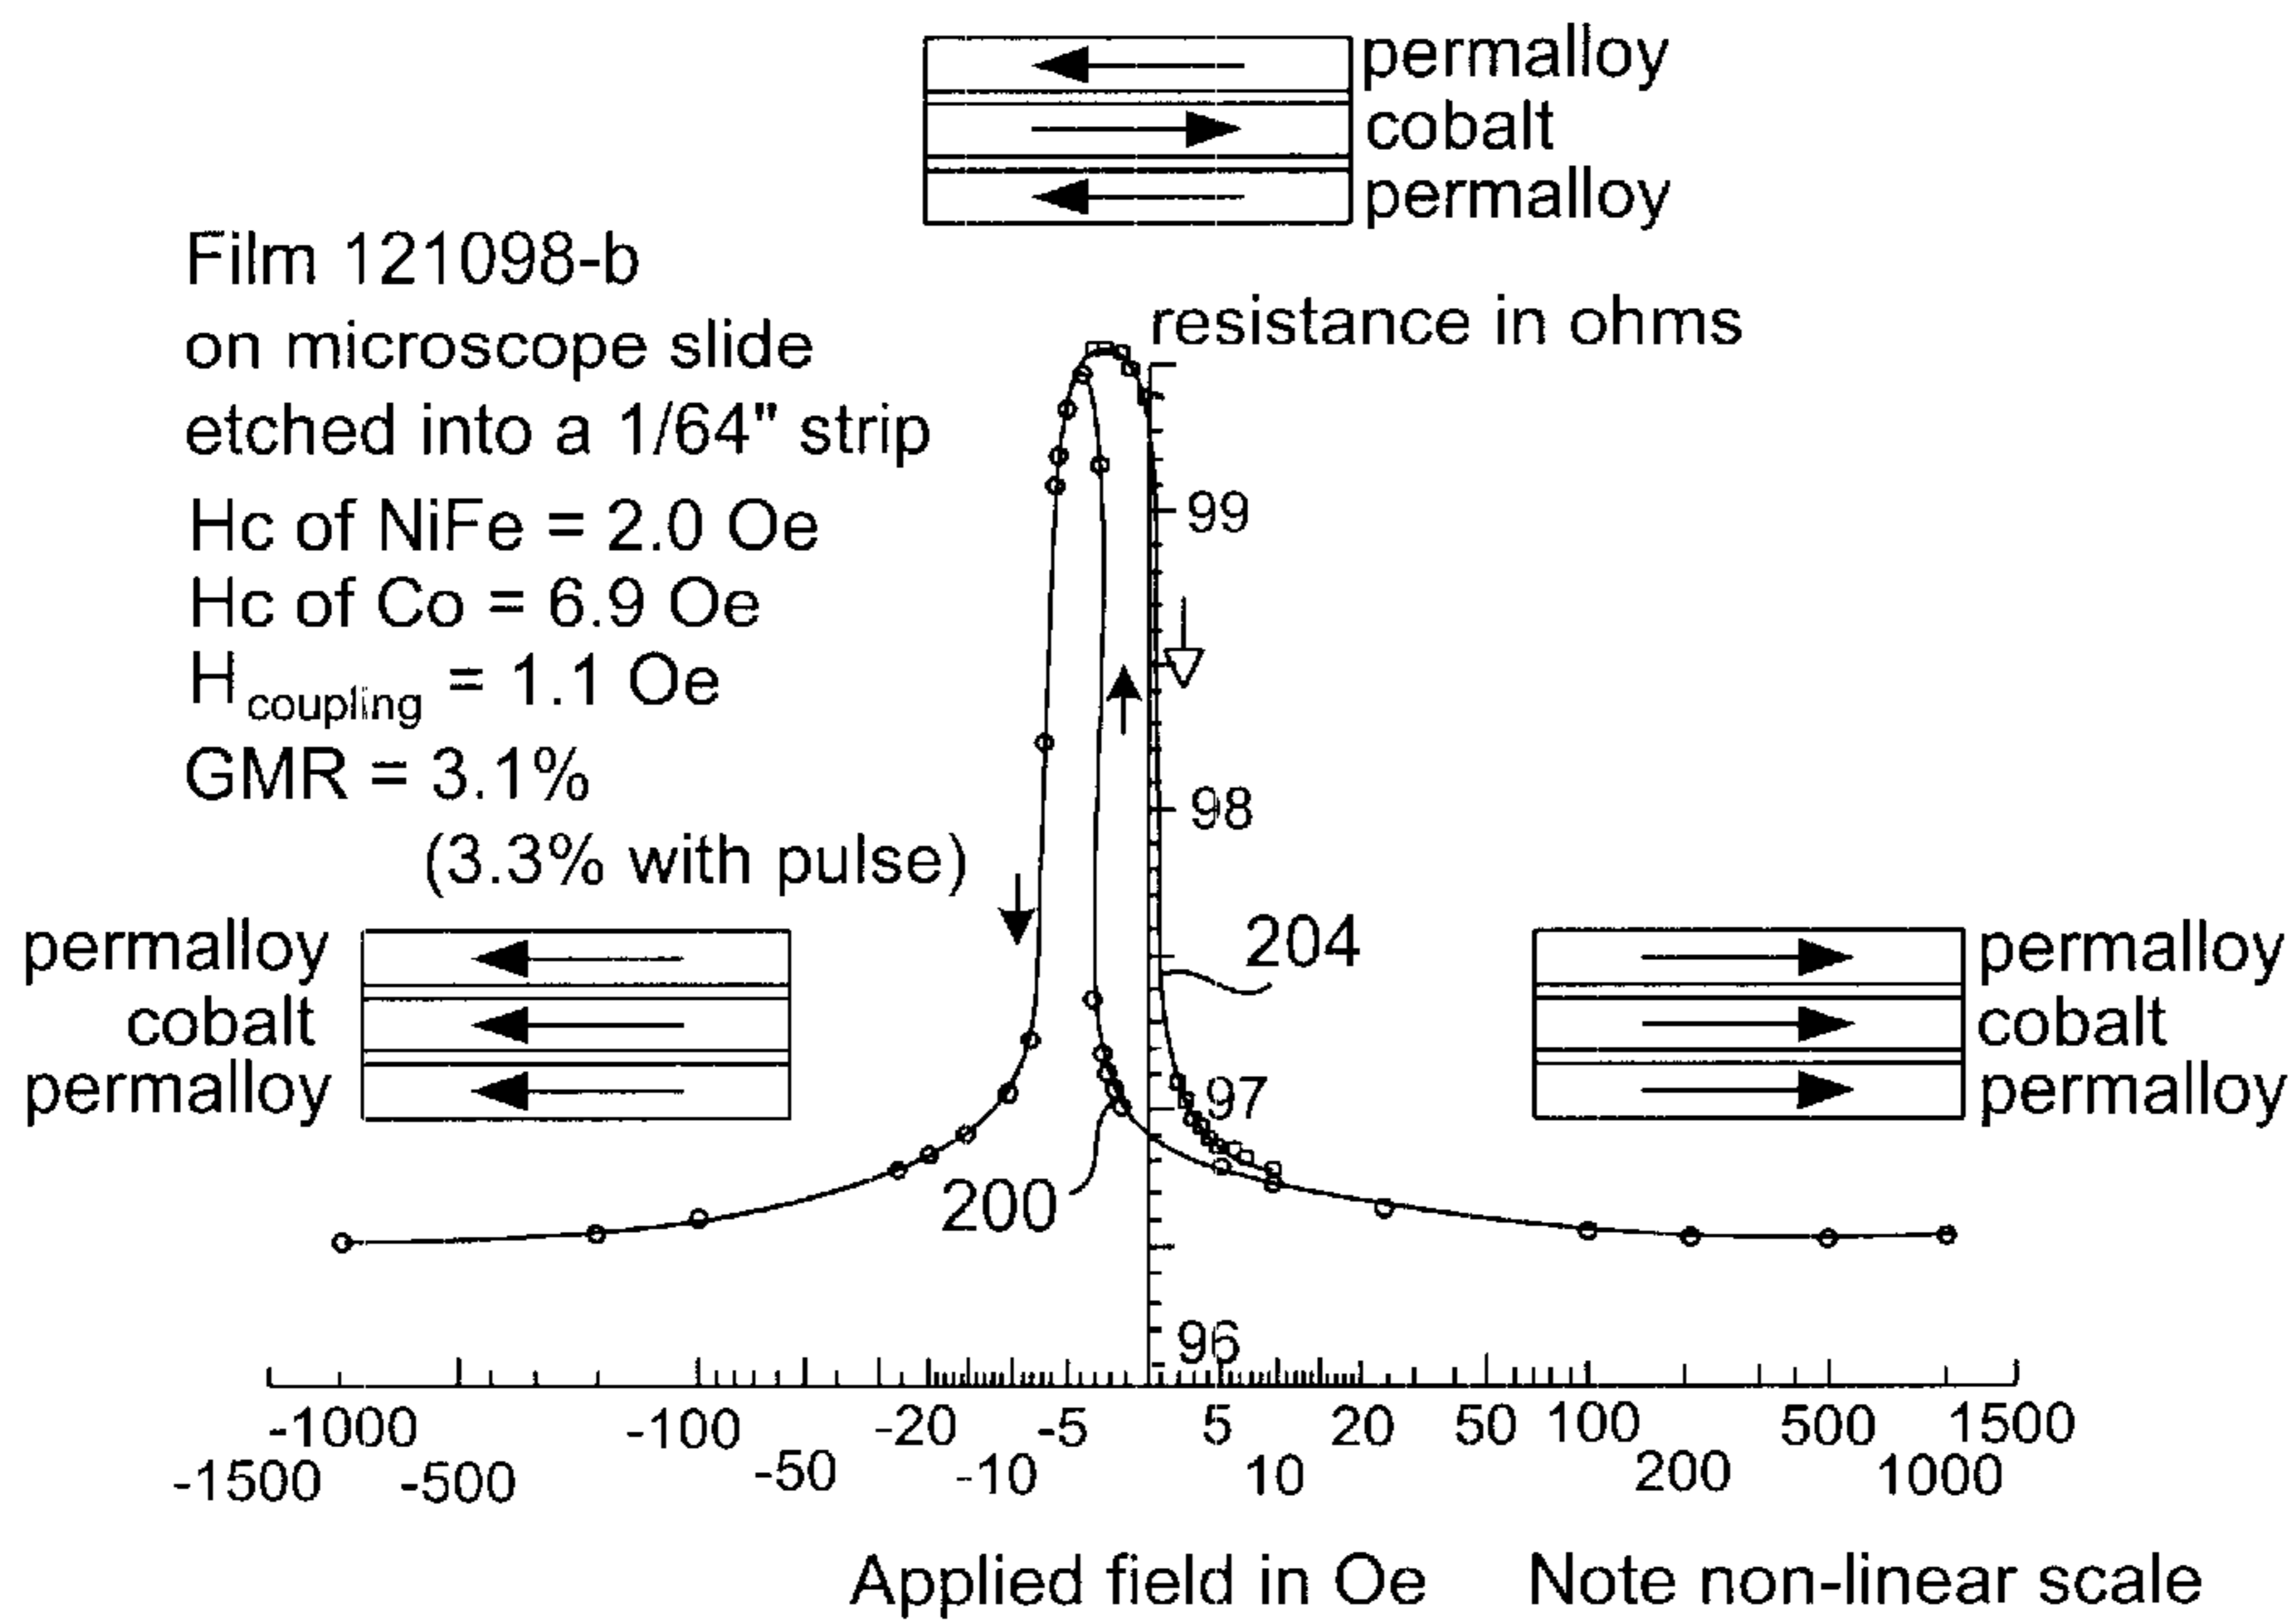 permalloy
cobalt
permalloy
Film 121098-b
on microscope slide
etched into a 1/64" strip
Hc of NiFe = 2.0 Oe
Hc of Co = 6.9 Oe
Hcoupling = 1.1 Oe
GMR = 3.1%
(3.3% with pulse)
resistance in ohms
99
98
97
96
204
200
permalloy
cobalt
permalloy
permalloy
cobalt
permalloy
-1000 -100 -20 -5 5 20 50 100 500 1500
-1500 -500 -50 -10 10 200 1000
Applied field in Oe Note non-linear scale